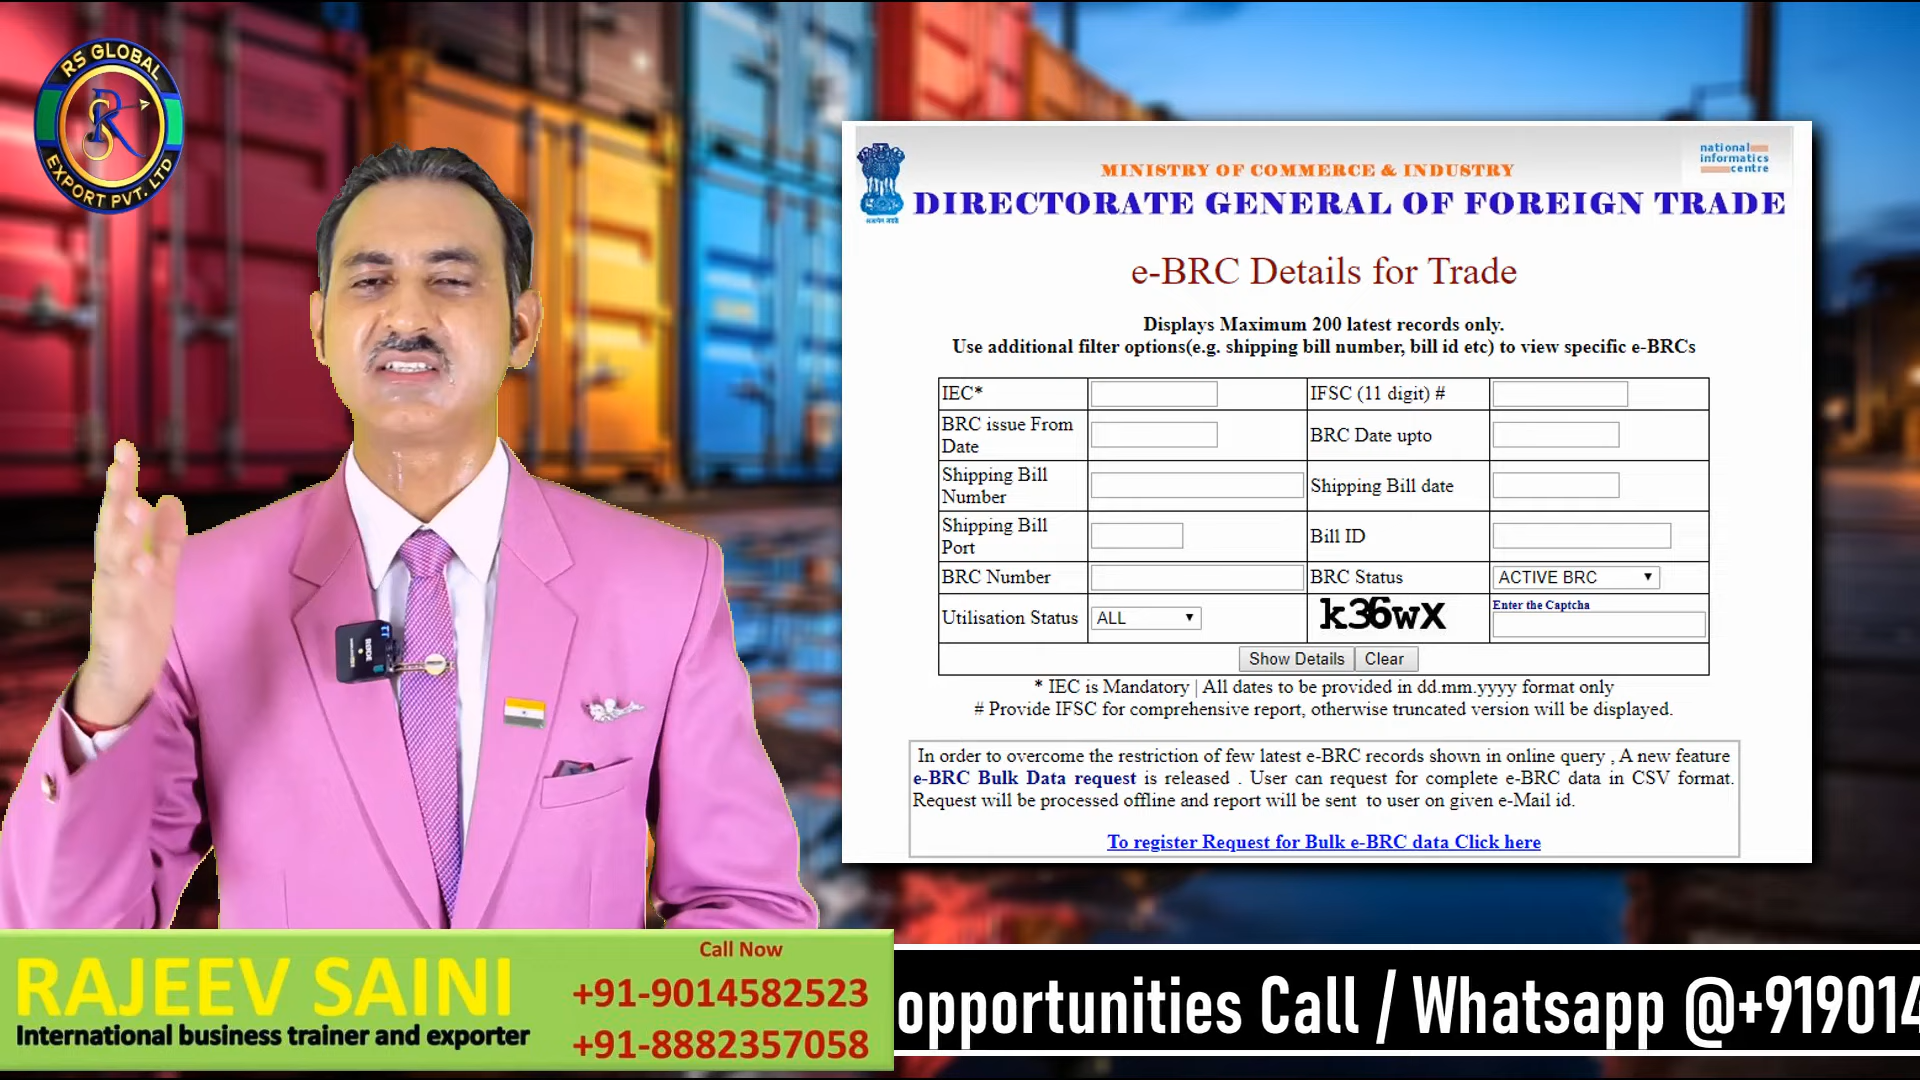 RS GLOBAL
EXPORT PVT. LTD
national
informatics
centre
MINISTRY OF COMMERCE & INDUSTRY
DIRECTORATE GENERAL OF FOREIGN TRADE
e-BRC Details for Trade
Displays Maximum 200 latest records only.
Use additional filter options(e.g. shipping bill number, bill id etc) to view specific e-BRCs
IEC* IFSC (11 digit) #
BRC issue From
Date
BRC Date upto
Shipping Bill
Number
Shipping Bill date
Shipping Bill
Port
Bill ID
BRC Number BRC Status ACTIVE BRC
Utilisation Status ALL k36wx Enter the Captcha
Show Details Clear
* IEC is Mandatory | All dates to be provided in dd.mm.yyyy format only
# Provide IFSC for comprehensive report, otherwise truncated version will be displayed.
In order to overcome the restriction of few latest e-BRC records shown in online query , A new feature
e-BRC Bulk Data request is released . User can request for complete e-BRC data in CSV format.
Request will be processed offline and report will be sent to user on given e-Mail id.
To register Request for Bulk e-BRC data Click here
RAJEEV SAINI
International business trainer and exporter
Call Now
+91-9014582523
+91-8882357058
opportunities Call / Whatsapp @+919014